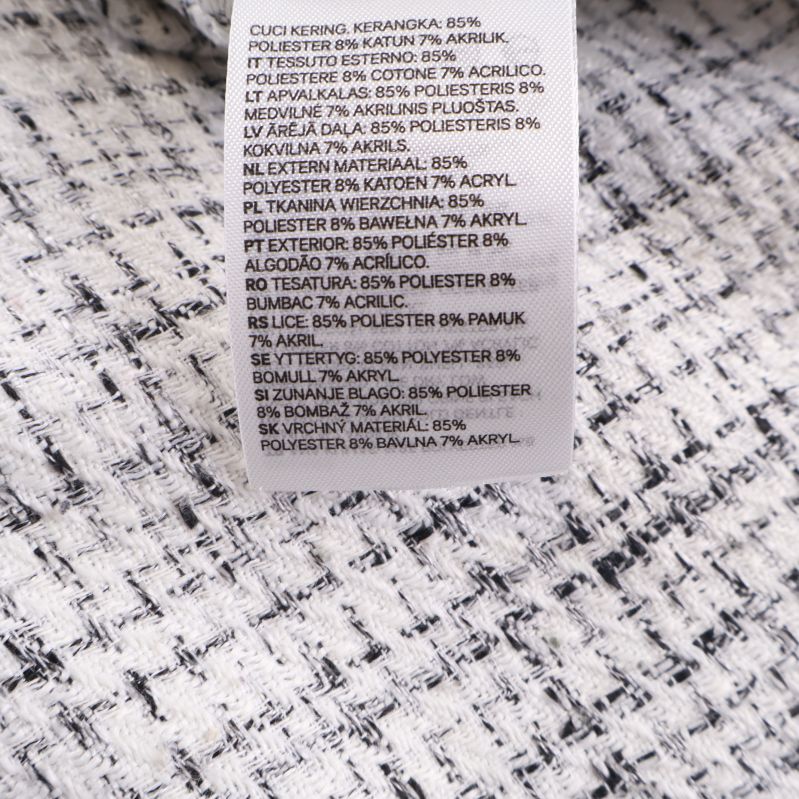 CUCI KERING. KERANGKA: 85%
POLIESTER 8% KATUN 7% AKRILIK.
IT TESSUTO ESTERNO: 85%
POLIESTERE 8% COTONE 7% ACRILICO.
LT APVALKALAS: 85% POLIESTERIS 8%
MEDVILNĖ 7% AKRILINIS PLUOŠTAS.
LV ĀRĒJĀ DAĻA: 85% POLIESTERIS 8%
KOKVILNA 7% AKRILS.
NL EXTERN MATERIAAL: 85%
POLYESTER 8% KATOEN 7% ACRYL.
PL TKANINA WIERZCHNIA: 85%
POLIESTER 8% BAWEŁNA 7% AKRYL.
PT EXTERIOR: 85% POLIÉSTER 8%
ALGODÃO 7% ACRÍLICO.
RO TESATURA: 85% POLIESTER 8%
BUMBAC 7% ACRILIC.
RS LICE: 85% POLIESTER 8% PAMUK
7% AKRIL.
SE YTTERTYG: 85% POLYESTER 8%
BOMULL 7% AKRYL.
SI ZUNANJE BLAGO: 85% POLIESTER
8% BOMBAŽ 7% AKRIL.
SK VRCHNÝ MATERIÁL: 85%
POLYESTER 8% BAVLNA 7% AKRYL.